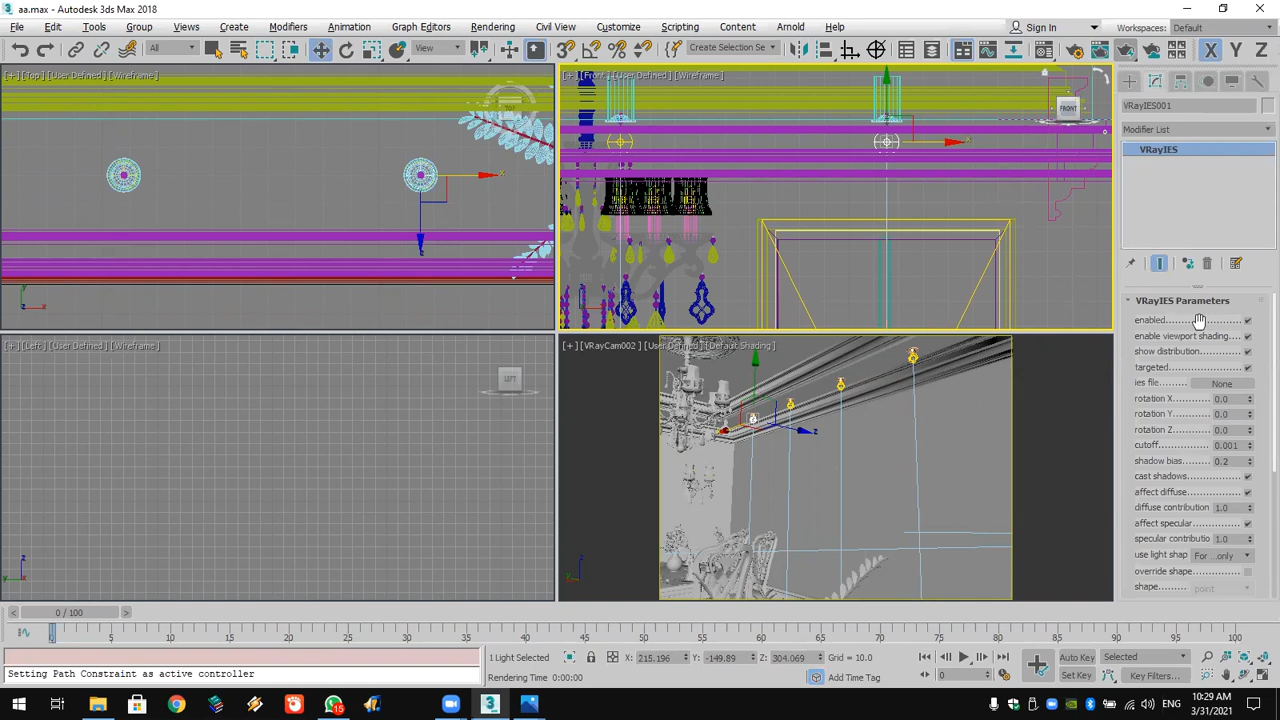 aa.max - Autodesk 3ds Max 2018
File Edit Tools Group Views Create Modifiers Animation Graph Editors Rendering Civil View Customize Scripting Content Arnold Help Sign In Workspaces: Default
All View Create Selection Se X Y Z
[+] [Top] [User Defined] [Wireframe]
[+] [Front] [User Defined] [Wireframe]
FRONT
VRayIES001
Modifier List
VRayIES
VRayIES Parameters
enabled
enable viewport shading
show distribution
targeted
ies file None
rotation X 0.0
rotation Y 0.0
rotation Z 0.0
cutoff 0.001
shadow bias 0.2
cast shadows
affect diffuse
diffuse contribution 1.0
affect specular
specular contributio 1.0
use light shap For ...only
override shape
shape point
[+] [Left] [User Defined] [Wireframe]
LEFT
[+] [VRayCam002] [User Defined] [Default Shading]
0 / 100
0 5 10 15 20 25 30 35 40 45 50 55 60 65 70 75 80 85 90 95 100
1 Light Selected X: 215.196 Y: -149.89 Z: 304.069 Grid = 10.0 Auto Key Selected
Setting Path Constraint as active controller
Rendering Time 0:00:00 Add Time Tag 0 Set Key Key Filters...
15
ENG
10:29 AM
3/31/2021